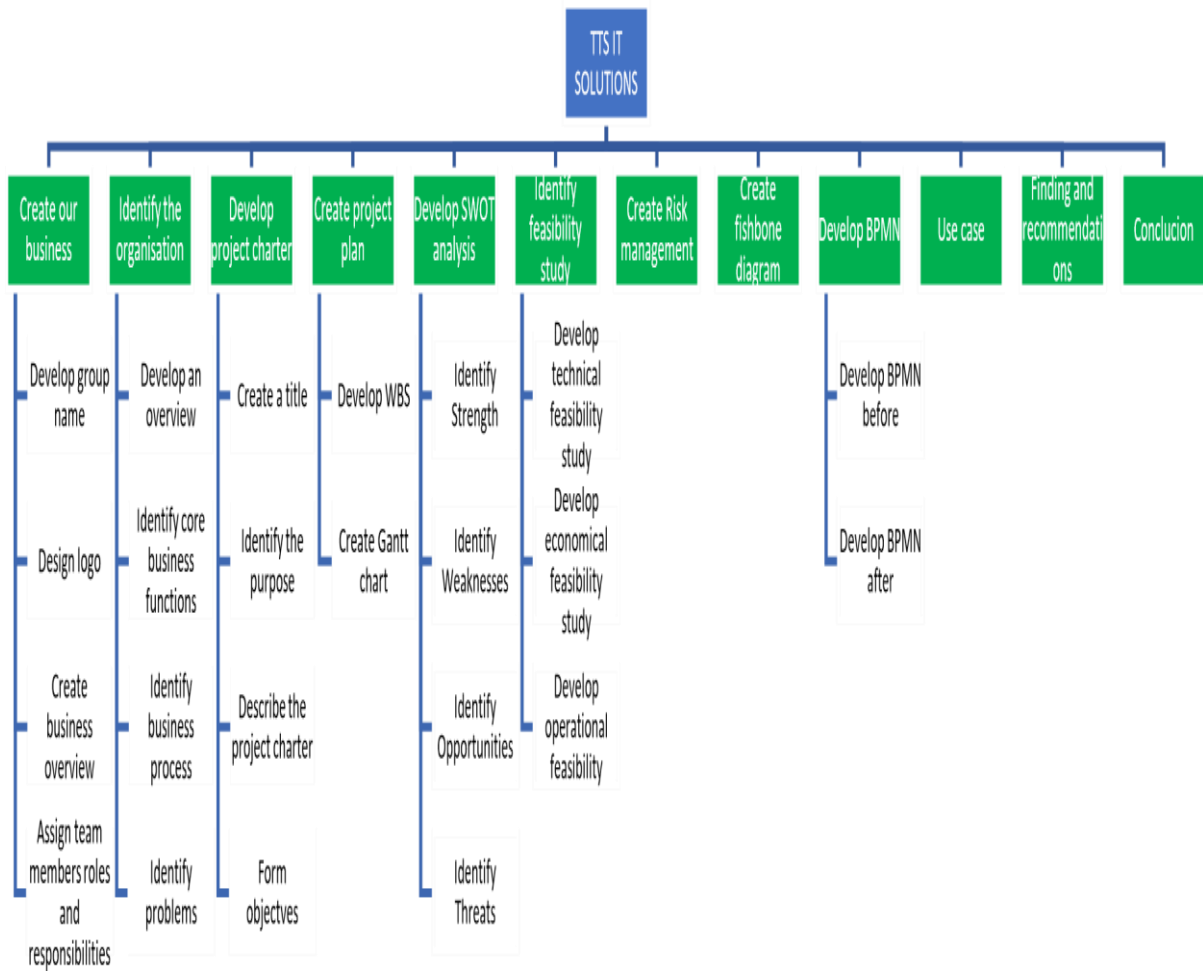 TTS IT
SOLUTIONS
Create our
business
Identify the
organisation
Develop
project charter
Create project
plan
Develop SWOT
analysis
Identify
feasibility
study
Create Risk
management
Create
fishbone
diagram
Develop BPMN
Use case
Finding and
recommendati
ons
Conclucion
Develop group
name
Design logo
Create
business
overview
Assign team
members roles
and
responsibilities
Develop an
overview
Identify core
business
functions
Identify
business
process
Identify
problems
Create a title
Identify the
purpose
Describe the
project charter
Form
objectves
Develop WBS
Create Gantt
chart
Identify
Strength
Identify
Weaknesses
Identify
Opportunities
Identify
Threats
Develop
technical
feasibility
study
Develop
economical
feasibility
study
Develop
operational
feasibility
Develop BPMN
before
Develop BPMN
after